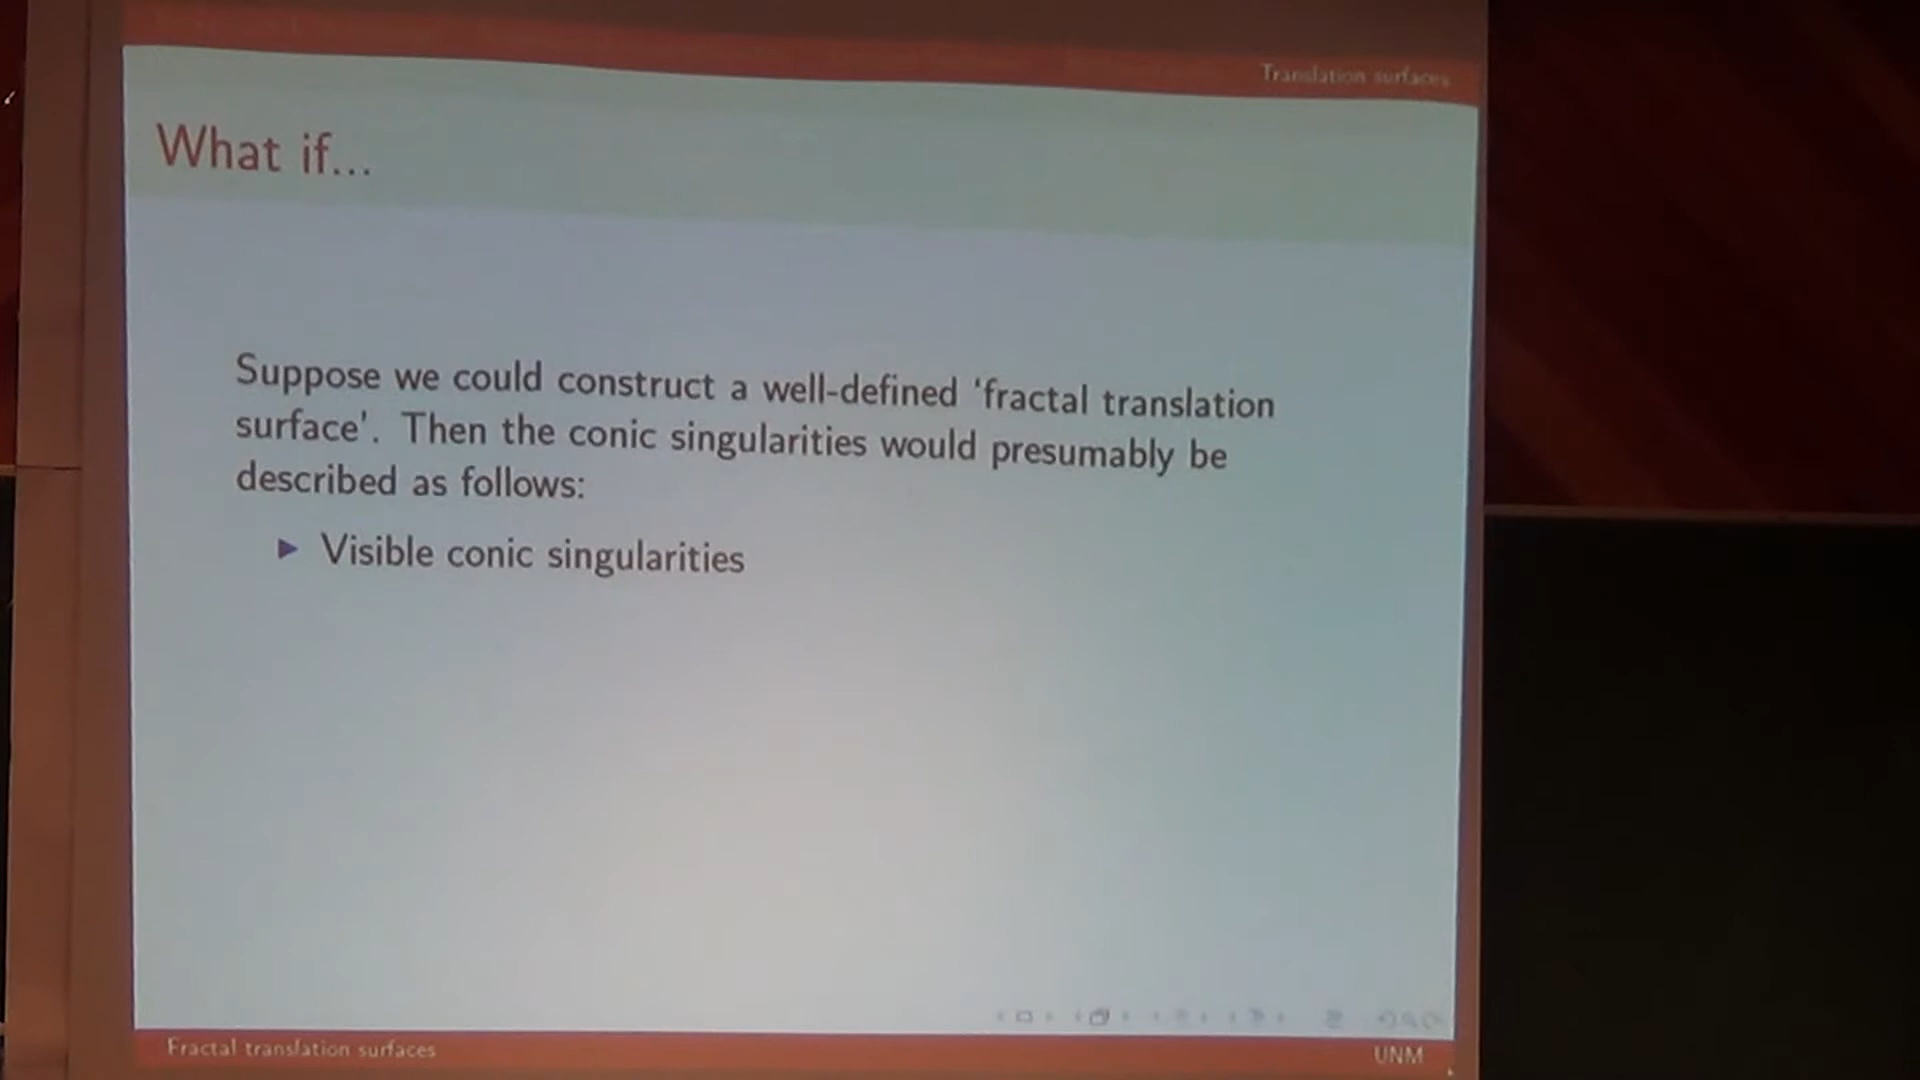 Translation surfaces
What if...
Suppose we could construct a well-defined ‘fractal translation
surface’. Then the conic singularities would presumably be
described as follows:
▶ Visible conic singularities
Fractal translation surfaces
UNM